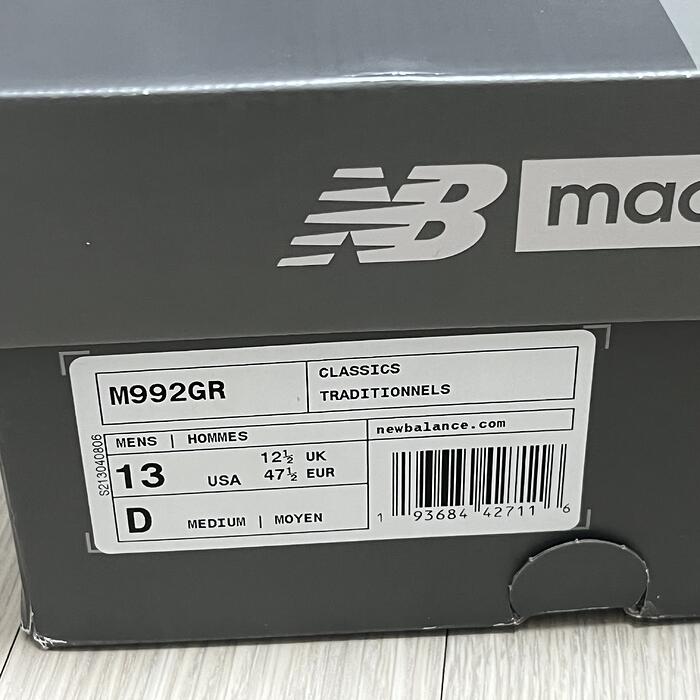 NB
M992GR
CLASSICS
TRADITIONNELS
MENS | HOMMES
newbalance.com
13 USA
12½ UK
47½ EUR
D MEDIUM | MOYEN
S213040806
1 93684 42711 6